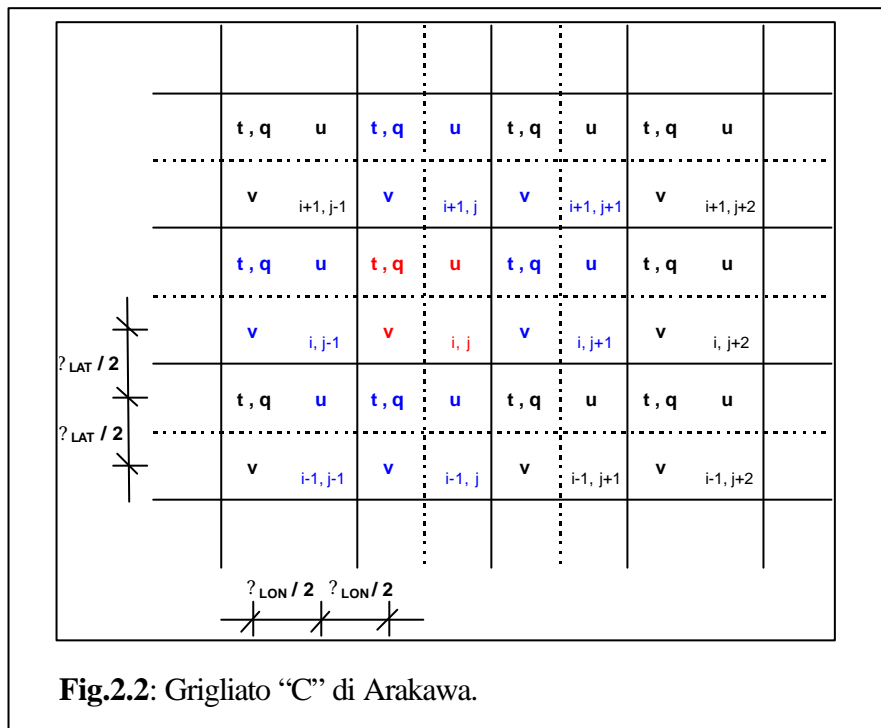 t , q u t , q u t , q u t , q u
v i+1, j-1 v i+1, j v i+1, j+1 v i+1, j+2
t , q u t , q u t , q u t , q u
v i, j-1 v i, j v i, j+1 v i, j+2
? LAT / 2
t , q u t , q u t , q u t , q u
? LAT / 2
v i-1, j-1 v i-1, j v i-1, j+1 v i-1, j+2
? LON / 2 ? LON / 2
Fig.2.2: Grigliato “C” di Arakawa.